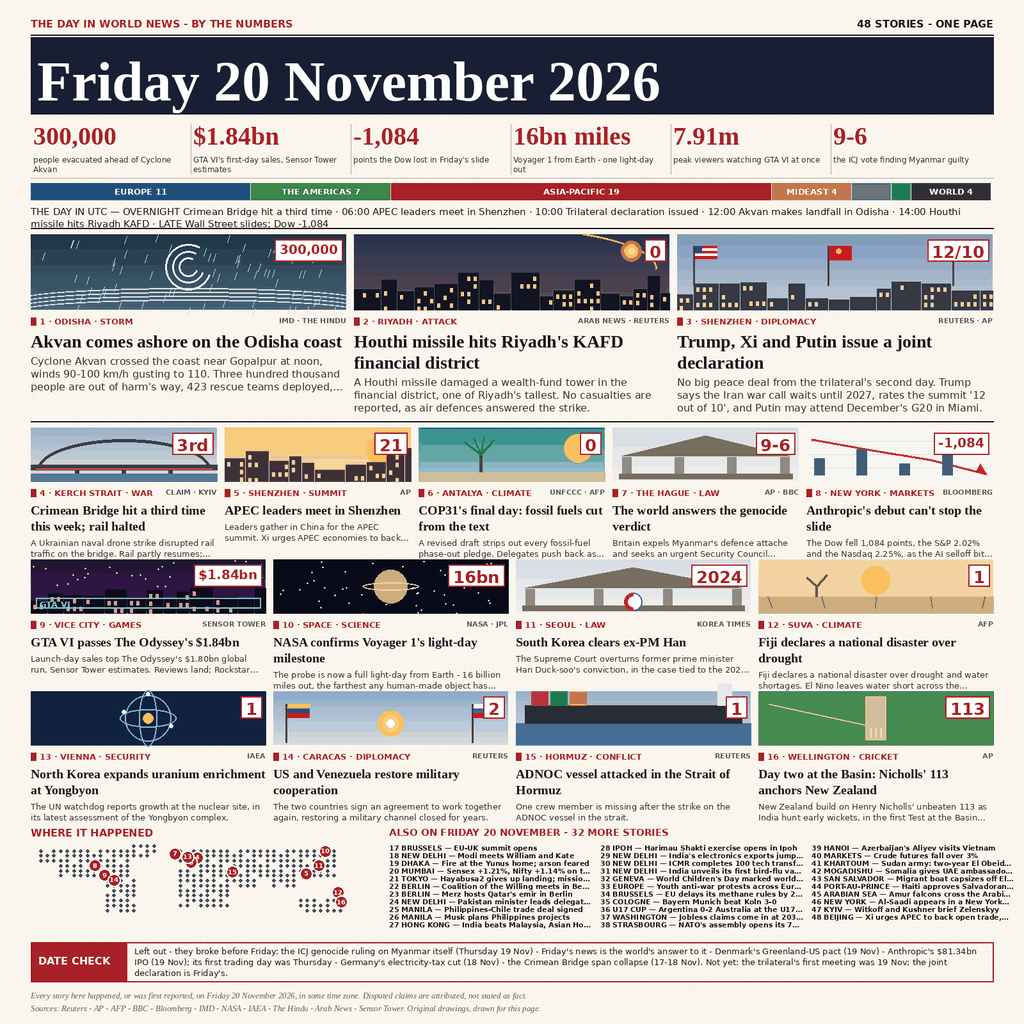 THE DAY IN WORLD NEWS - BY THE NUMBERS
48 STORIES - ONE PAGE
Friday 20 November 2026
300,000
people evacuated ahead of Cyclone
Akvan
$1.84bn
GTA VI's first-day sales, Sensor Tower
estimates
-1,084
points the Dow lost in Friday's slide
16bn miles
Voyager 1 from Earth - one light-day
out
7.91m
peak viewers watching GTA VI at once
9-6
the ICJ vote finding Myanmar guilty
EUROPE 11
THE AMERICAS 7
ASIA-PACIFIC 19
MIDEAST 4
WORLD 4
THE DAY IN UTC — OVERNIGHT Crimean Bridge hit a third time · 06:00 APEC leaders meet in Shenzhen · 10:00 Trilateral declaration issued · 12:00 Akvan makes landfall in Odisha · 14:00 Houthi
missile hits Riyadh KAFD · LATE Wall Street slides; Dow -1,084
300,000
1 · ODISHA · STORM
IMD · THE HINDU
Akvan comes ashore on the Odisha coast
Cyclone Akvan crossed the coast near Gopalpur at noon,
winds 90-100 km/h gusting to 110. Three hundred thousand
people are out of harm's way, 423 rescue teams deployed,...
0
2 · RIYADH · ATTACK
ARAB NEWS · REUTERS
Houthi missile hits Riyadh's KAFD
financial district
A Houthi missile damaged a wealth-fund tower in the
financial district, one of Riyadh's tallest. No casualties are
reported, as air defences answered the strike.
12/10
3 · SHENZHEN · DIPLOMACY
REUTERS · AP
Trump, Xi and Putin issue a joint
declaration
No big peace deal from the trilateral's second day. Trump
says the Iran war call waits until 2027, rates the summit '12
out of 10', and Putin may attend December's G20 in Miami.
3rd
4 · KERCH STRAIT · WAR
CLAIM · KYIV
Crimean Bridge hit a third time
this week; rail halted
A Ukrainian naval drone strike disrupted rail
traffic on the bridge. Rail partly resumes;...
21
5 · SHENZHEN · SUMMIT
AP
APEC leaders meet in Shenzhen
Leaders gather in China for the APEC
summit. Xi urges APEC economies to back...
0
6 · ANTALYA · CLIMATE
UNFCCC · AFP
COP31's final day: fossil fuels cut
from the text
A revised draft strips out every fossil-fuel
phase-out pledge. Delegates push back as...
9-6
7 · THE HAGUE · LAW
AP · BBC
The world answers the genocide
verdict
Britain expels Myanmar's defence attache
and seeks an urgent Security Council...
-1,084
8 · NEW YORK · MARKETS
BLOOMBERG
Anthropic's debut can't stop the
slide
The Dow fell 1,084 points, the S&P 2.02%
and the Nasdaq 2.25%, as the AI selloff bit...
GTA VI
$1.84bn
9 · VICE CITY · GAMES
SENSOR TOWER
GTA VI passes The Odyssey's $1.84bn
Launch-day sales top The Odyssey's $1.80bn global
run, Sensor Tower estimates. Reviews land; Rockstar...
16bn
10 · SPACE · SCIENCE
NASA · JPL
NASA confirms Voyager 1's light-day
milestone
The probe is now a full light-day from Earth - 16 billion
miles out, the farthest any human-made object has...
2024
11 · SEOUL · LAW
KOREA TIMES
South Korea clears ex-PM Han
The Supreme Court overturns former prime minister
Han Duck-soo's conviction, in the case tied to the 202...
1
12 · SUVA · CLIMATE
AFP
Fiji declares a national disaster over
drought
Fiji declares a national disaster over drought and water
shortages. El Nino leaves water short across the...
1
13 · VIENNA · SECURITY
IAEA
North Korea expands uranium enrichment
at Yongbyon
The UN watchdog reports growth at the nuclear site, in
its latest assessment of the Yongbyon complex.
2
14 · CARACAS · DIPLOMACY
REUTERS
US and Venezuela restore military
cooperation
The two countries sign an agreement to work together
again, restoring a military channel closed for years.
1
15 · HORMUZ · CONFLICT
REUTERS
ADNOC vessel attacked in the Strait of
Hormuz
One crew member is missing after the strike on the
ADNOC vessel in the strait.
113
16 · WELLINGTON · CRICKET
AP
Day two at the Basin: Nicholls' 113
anchors New Zealand
New Zealand build on Henry Nicholls' unbeaten 113 as
India hunt early wickets, in the first Test at the Basin...
WHERE IT HAPPENED
7
13
8
9
14
15
10
11
5
12
16
ALSO ON FRIDAY 20 NOVEMBER - 32 MORE STORIES
17 BRUSSELS — EU-UK summit opens
18 NEW DELHI — Modi meets William and Kate
19 DHAKA — Fire at the Yunus home; arson feared
20 MUMBAI — Sensex +1.21%, Nifty +1.14% on t...
21 TOKYO — Hayabusa2 gives up landing; missio...
22 BERLIN — Coalition of the Willing meets in Be...
23 BERLIN — Merz hosts Qatar's emir in Berlin
24 NEW DELHI — Pakistan minister leads delegat...
25 MANILA — Philippines-Chile trade deal signed
26 MANILA — Musk plans Philippines projects
27 HONG KONG — India beats Malaysia, Asian Ho...
28 IPOH — Harimau Shakti exercise opens in Ipoh
29 NEW DELHI — India's electronics exports jump...
30 NEW DELHI — CMR completes 100 tech transf...
31 NEW DELHI — India unveils its first bird-flu va...
32 GENEVA — World Children's Day marked world...
33 EUROPE — Youth anti-war protests across Eur...
34 BRUSSELS — EU delays its methane rules by 2...
35 COLOGNE — Bayern Munich beat Koln 3-0
36 U17 CUP — Argentina 0-2 Australia at the U17...
37 WASHINGTON — Jobless claims come in at 203...
38 STRASBOURG — NATO's assembly opens its 7...
39 HANOI — Azerbaijan's Aliyev visits Vietnam
40 MARKETS — Crude futures fall over 3%
41 KHARTOUM — Sudan army: two-year El Obeid...
42 MOGADISHU — Somalia gives UAE ambassado...
43 SAN SALVADOR — Migrant boat capsizes off El...
44 PORT-AU-PRINCE — Haiti approves Salvadoran...
45 ARABIAN SEA — Amur falcons cross the Arabi...
46 NEW YORK — Al-Saadi appears in a New York...
47 KYIV — Witkoff and Kushner brief Zelenskyy
48 BEIJING — Xi urges APEC to back open trade,...
DATE CHECK
Left out - they broke before Friday: the ICJ genocide ruling on Myanmar itself (Thursday 19 Nov) - Friday's news is the world's answer to it - Denmark's Greenland-US pact (19 Nov) - Anthropic's $81.34bn
IPO (19 Nov); its first trading day was Thursday - Germany's electricity-tax cut (18 Nov) - the Crimean Bridge span collapse (17-18 Nov). Not yet: the trilateral's first meeting was 19 Nov; the joint
declaration is Friday's.
Every story here happened, or was first reported, on Friday 20 November 2026, in some time zone. Disputed claims are attributed, not stated as fact.
Sources: Reuters - AP - AFP - BBC - Bloomberg - IMD - NASA - IAEA - The Hindu - Arab News - Sensor Tower. Original drawings, drawn for this page.